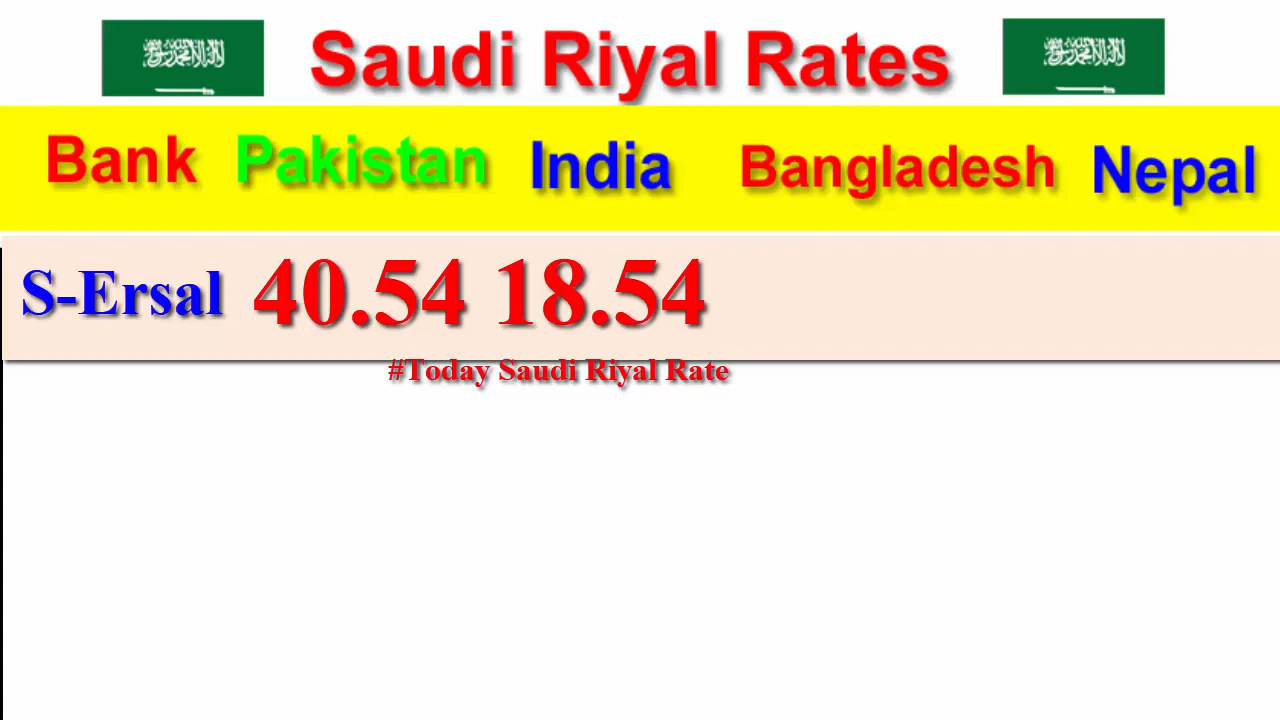 Saudi Riyal Rates
Bank Pakistan India Bangladesh Nepal
S-Ersal 40.54 18.54
#Today Saudi Riyal Rate